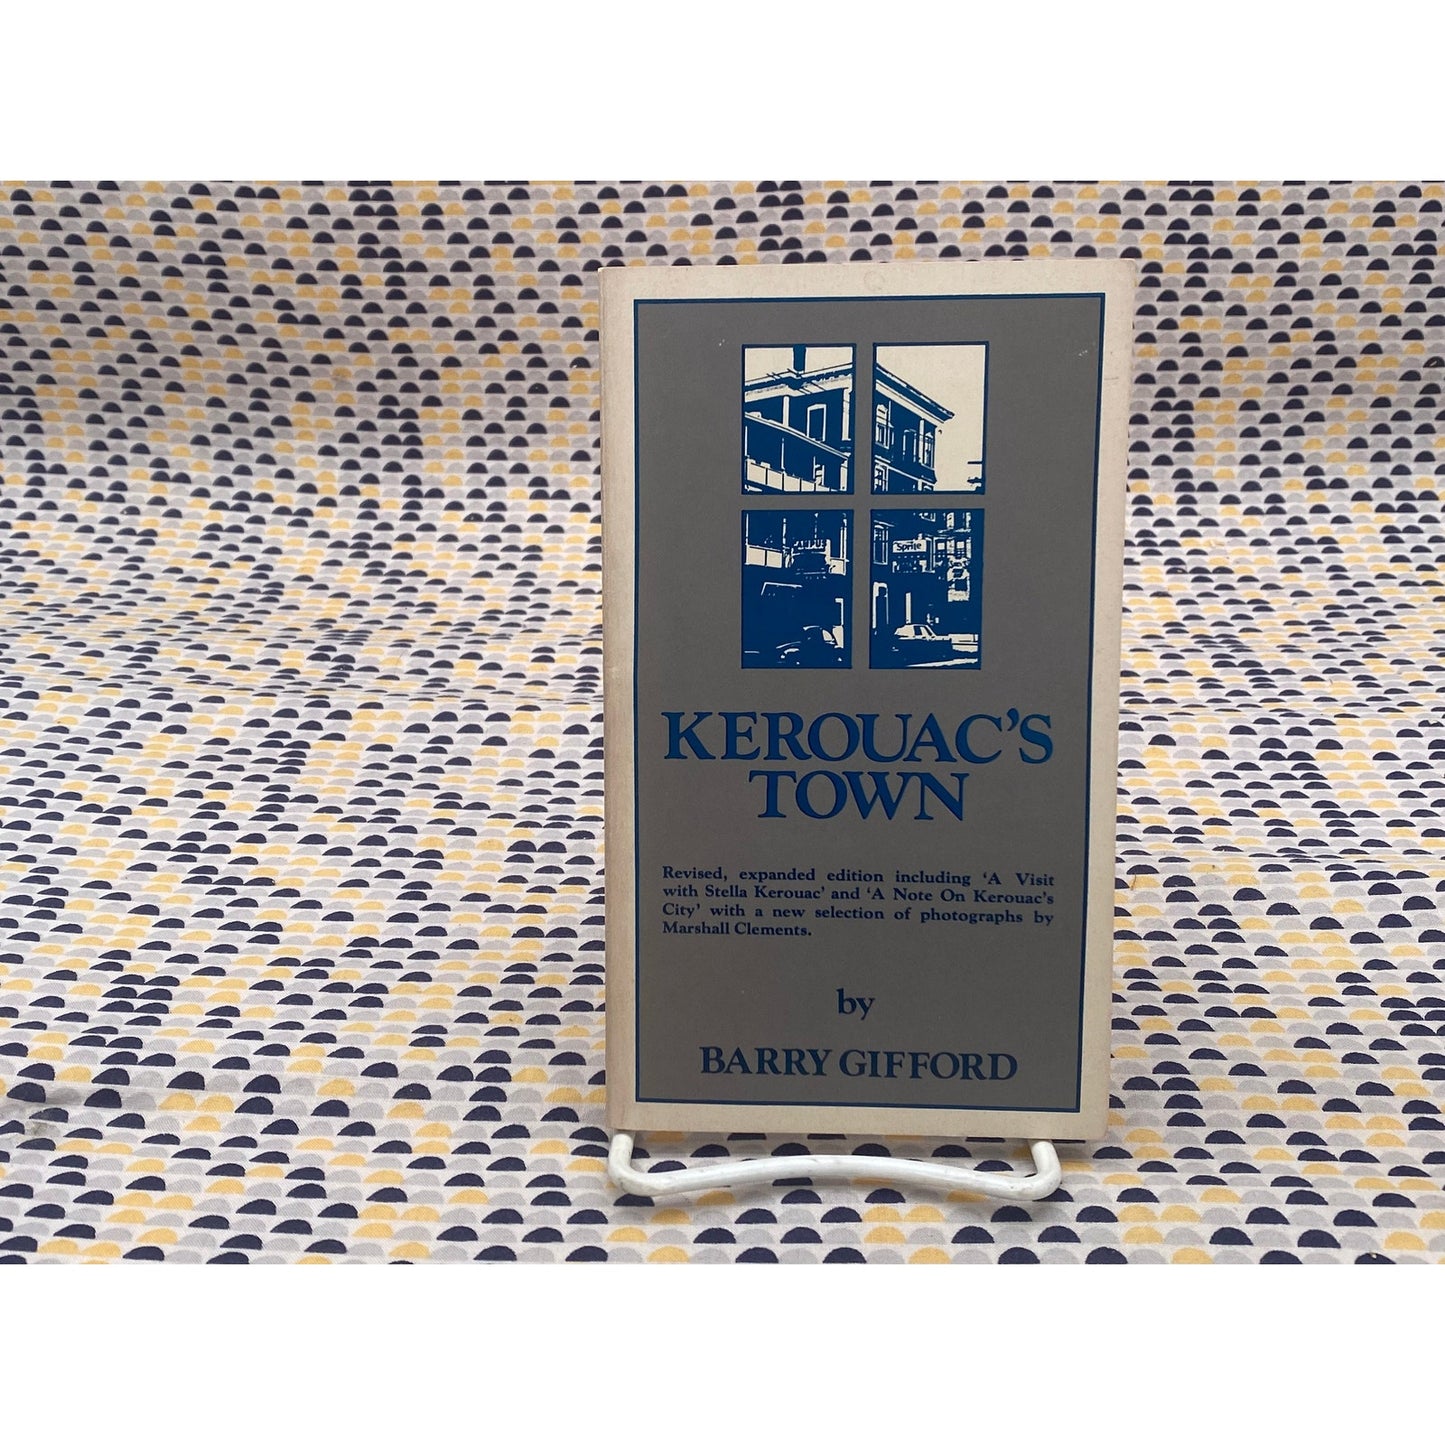 Sprite
KEROUAC'S
TOWN
Revised, expanded edition including 'A Visit
with Stella Kerouac' and 'A Note On Kerouac's
City' with a new selection of photographs by
Marshall Clements.
by
BARRY GIFFORD